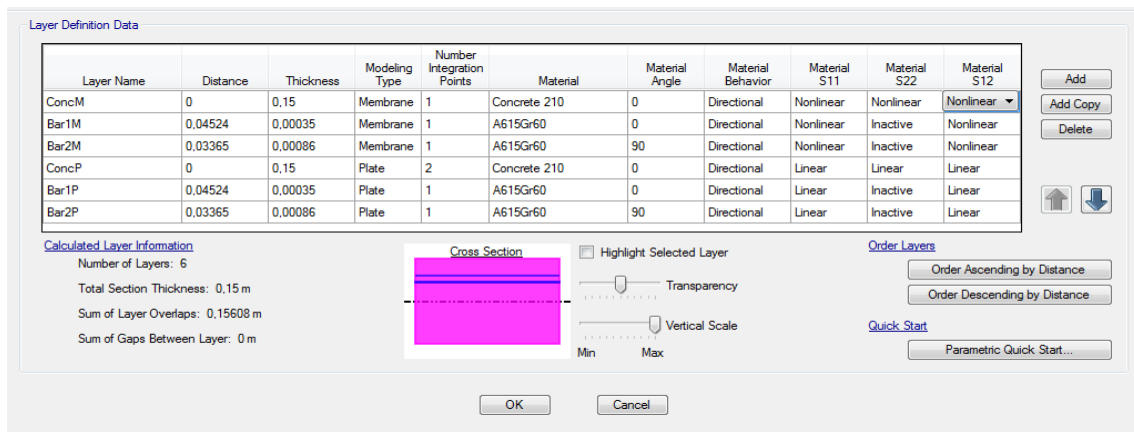 Layer Definition Data
Layer Name Distance Thickness Modeling Type Number Integration Points Material Material Angle Material Behavior Material S11 Material S22 Material S12
ConcM 0 0,15 Membrane 1 Concrete 210 0 Directional Nonlinear Nonlinear Nonlinear
Bar1M 0,04524 0,00035 Membrane 1 A615Gr60 0 Directional Nonlinear Inactive Nonlinear
Bar2M 0,03365 0,00086 Membrane 1 A615Gr60 90 Directional Nonlinear Inactive Nonlinear
ConcP 0 0,15 Plate 2 Concrete 210 0 Directional Linear Linear Linear
Bar1P 0,04524 0,00035 Plate 1 A615Gr60 0 Directional Linear Inactive Linear
Bar2P 0,03365 0,00086 Plate 1 A615Gr60 90 Directional Linear Inactive Linear
Add
Add Copy
Delete
Calculated Layer Information
Number of Layers: 6
Total Section Thickness: 0,15 m
Sum of Layer Overlaps: 0,15608 m
Sum of Gaps Between Layer: 0 m
Cross Section
Highlight Selected Layer
Transparency
Vertical Scale
Min Max
Order Layers
Order Ascending by Distance
Order Descending by Distance
Quick Start
Parametric Quick Start...
OK Cancel